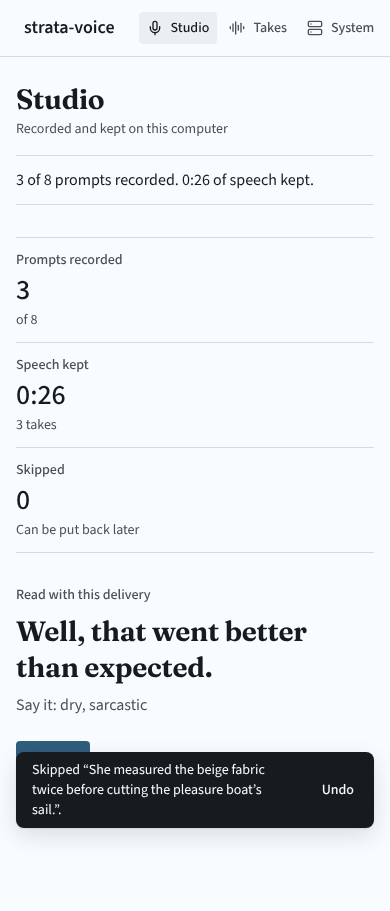 strata-voice
Studio
Takes
System
Studio
Recorded and kept on this computer
3 of 8 prompts recorded. 0:26 of speech kept.
Prompts recorded
3
of 8
Speech kept
0:26
3 takes
Skipped
0
Can be put back later
Read with this delivery
Well, that went better
than expected.
Say it: dry, sarcastic
Skipped “She measured the beige fabric
twice before cutting the pleasure boat’s
sail.”.
Undo